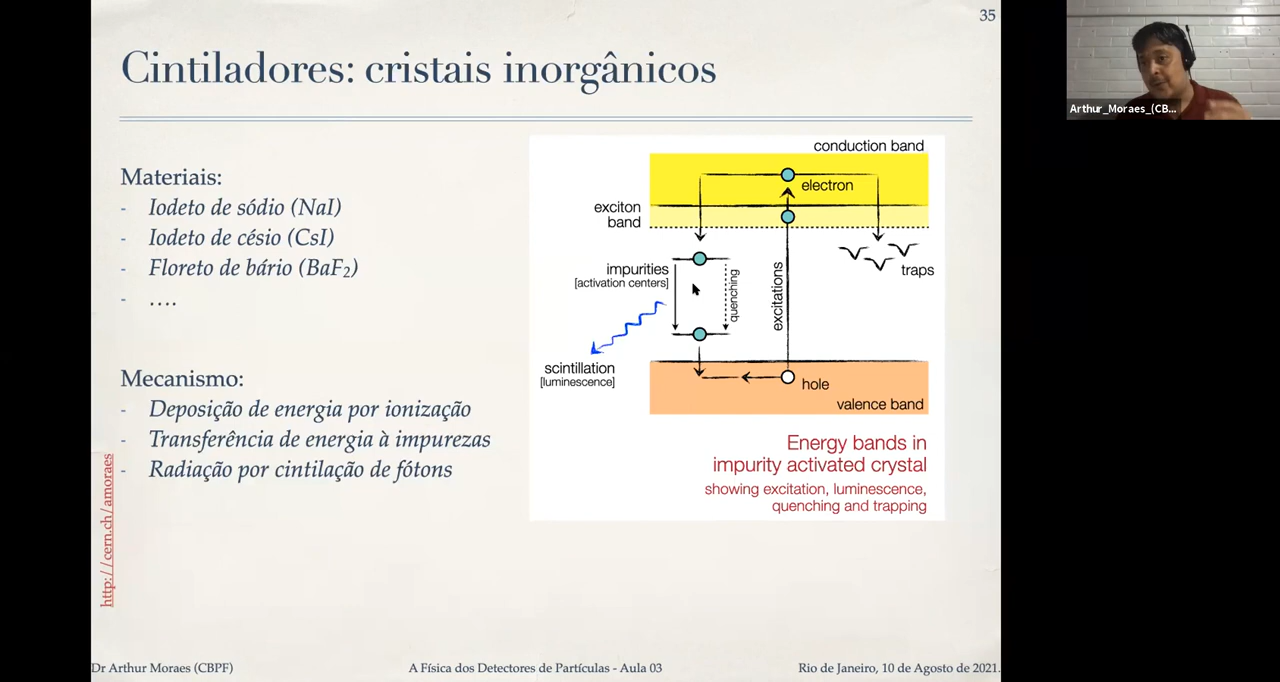 35
Cintiladores: cristais inorgânicos
Materiais:
- Iodeto de sódio (NaI)
- Iodeto de césio (CsI)
- Floreto de bário (BaF₂)
- ....
Mecanismo:
- Deposição de energia por ionização
- Transferência de energia à impurezas
- Radiação por cintilação de fótons
conduction band
electron
exciton
band
impurities
[activation centers]
quenching
excitations
traps
scintillation
[luminescence]
hole
valence band
Energy bands in
impurity activated crystal
showing excitation, luminescence,
quenching and trapping
http://cern.ch/amoraes
Dr Arthur Moraes (CBPF)
A Física dos Detectores de Partículas - Aula 03
Rio de Janeiro, 10 de Agosto de 2021.
Arthur_Moraes_(CB...